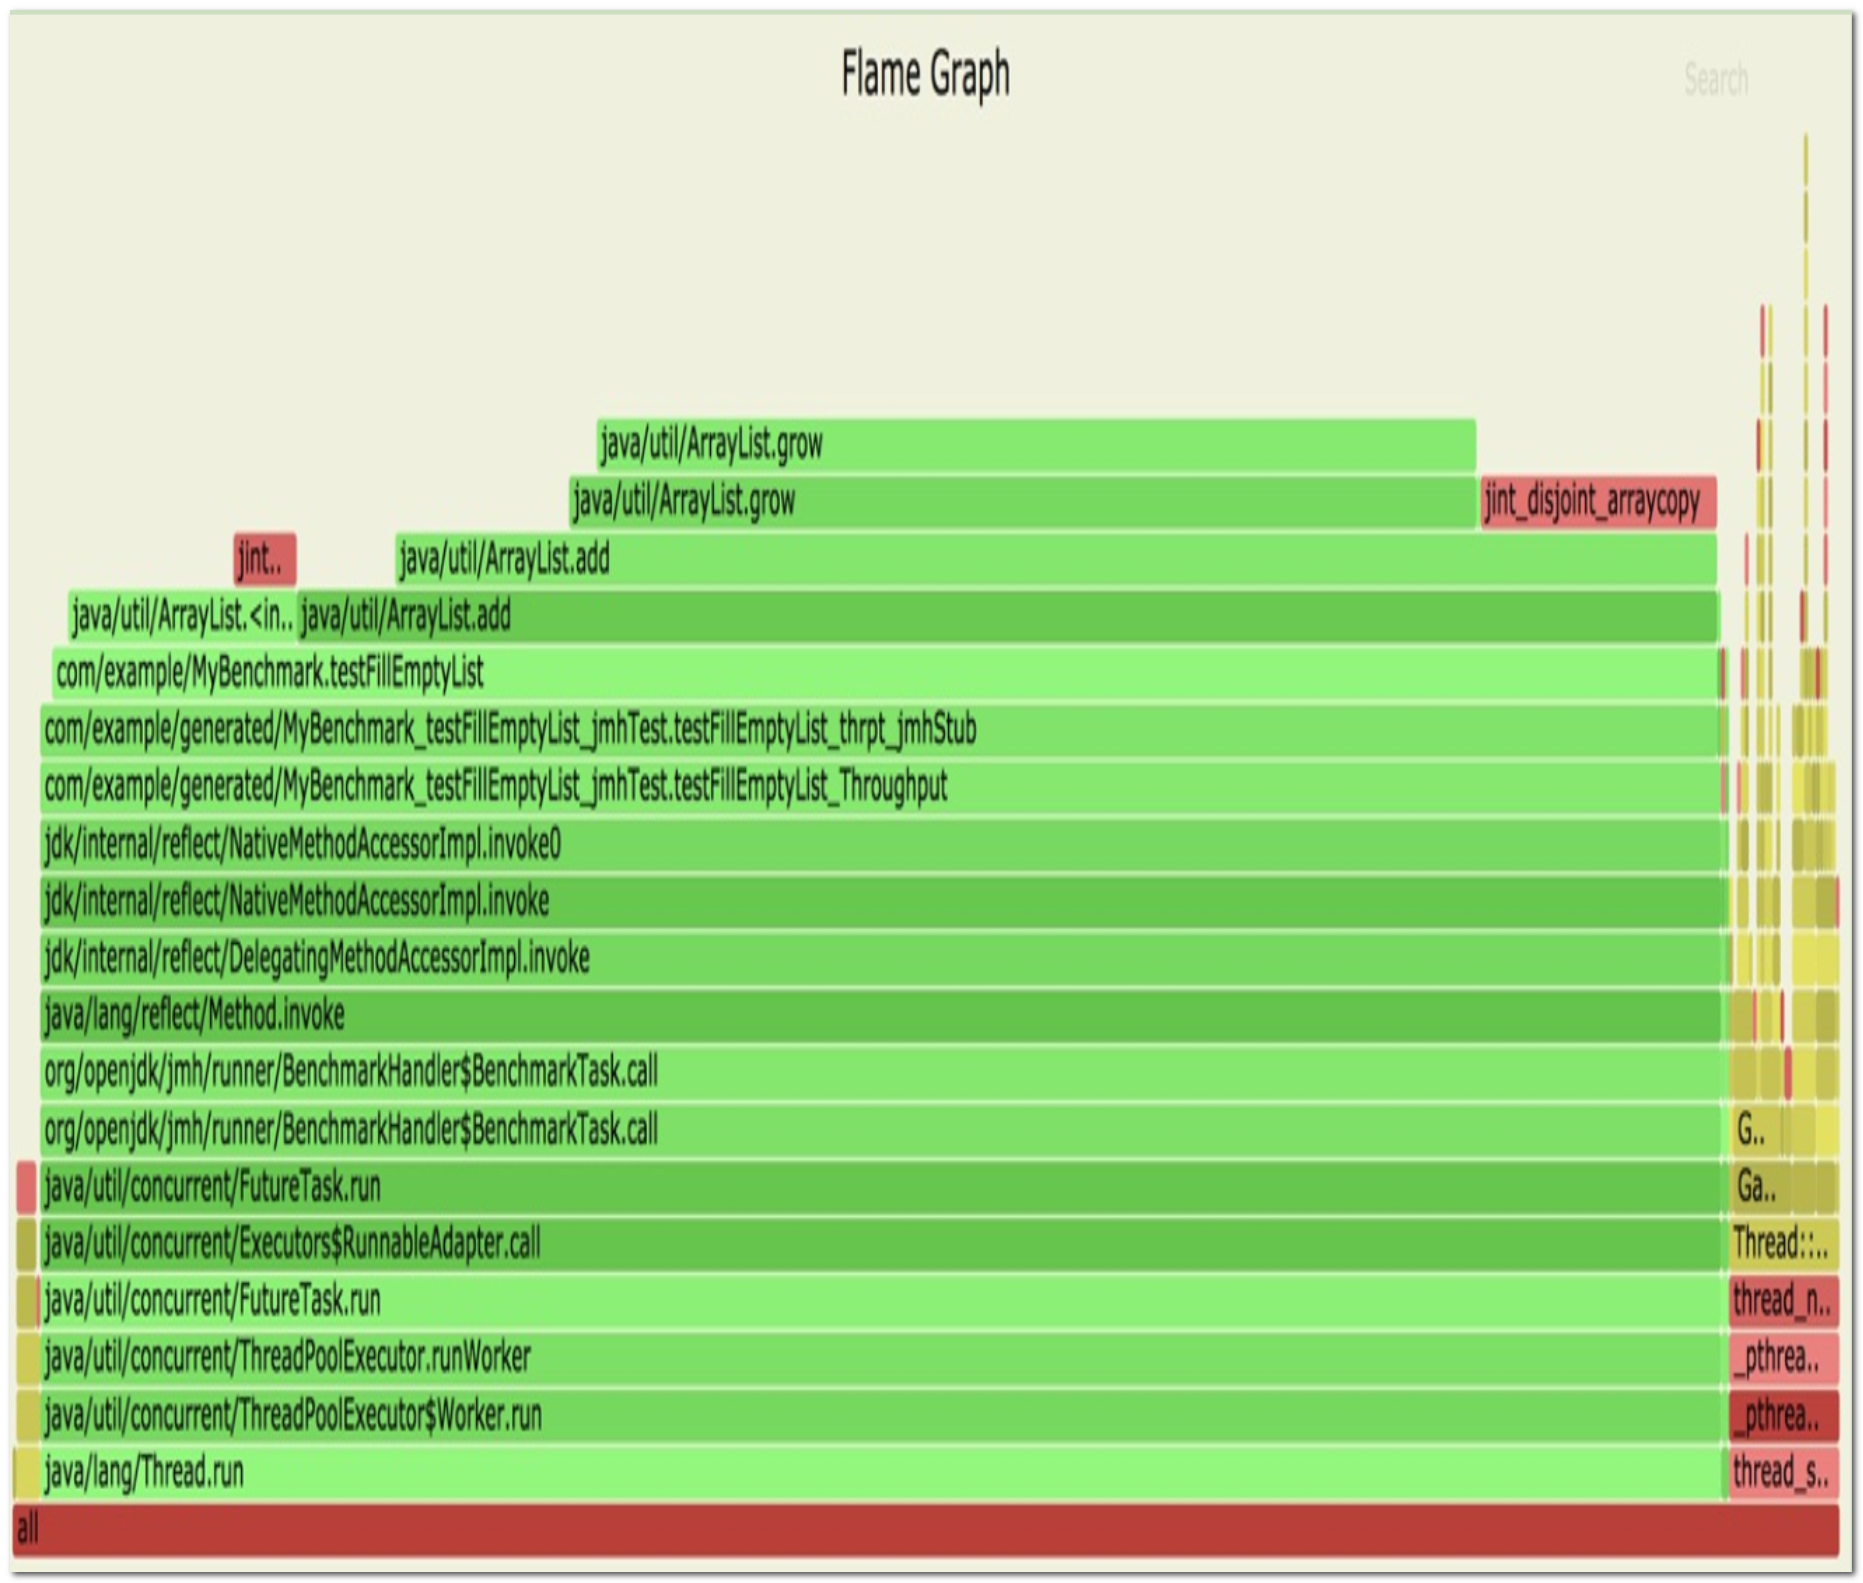 Flame Graph
Search
java/util/ArrayList.grow
java/util/ArrayList.grow
jint_disjoint_arraycopy
jint..
java/util/ArrayList.add
java/util/ArrayList.<in..
java/util/ArrayList.add
com/example/MyBenchmark.testFillEmptyList
com/example/generated/MyBenchmark_testFillEmptyList_jmhTest.testFillEmptyList_thrpt_jmhStub
com/example/generated/MyBenchmark_testFillEmptyList_jmhTest.testFillEmptyList_Throughput
jdk/internal/reflect/NativeMethodAccessorImpl.invoke0
jdk/internal/reflect/NativeMethodAccessorImpl.invoke
jdk/internal/reflect/DelegatingMethodAccessorImpl.invoke
java/lang/reflect/Method.invoke
org/openjdk/jmh/runner/BenchmarkHandler$BenchmarkTask.call
org/openjdk/jmh/runner/BenchmarkHandler$BenchmarkTask.call
G..
java/util/concurrent/FutureTask.run
Ga..
java/util/concurrent/Executors$RunnableAdapter.call
Thread::..
java/util/concurrent/FutureTask.run
thread_n..
java/util/concurrent/ThreadPoolExecutor.runWorker
_pthrea..
java/util/concurrent/ThreadPoolExecutor$Worker.run
_pthrea..
java/lang/Thread.run
thread_s..
all